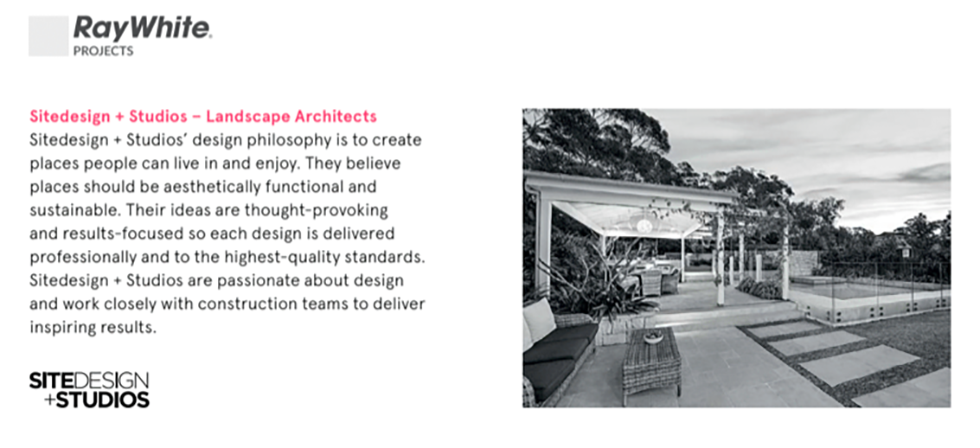 RayWhite.
PROJECTS
Sitedesign + Studios – Landscape Architects
Sitedesign + Studios’ design philosophy is to create
places people can live in and enjoy. They believe
places should be aesthetically functional and
sustainable. Their ideas are thought-provoking
and results-focused so each design is delivered
professionally and to the highest-quality standards.
Sitedesign + Studios are passionate about design
and work closely with construction teams to deliver
inspiring results.
SITEDESIGN
+STUDIOS